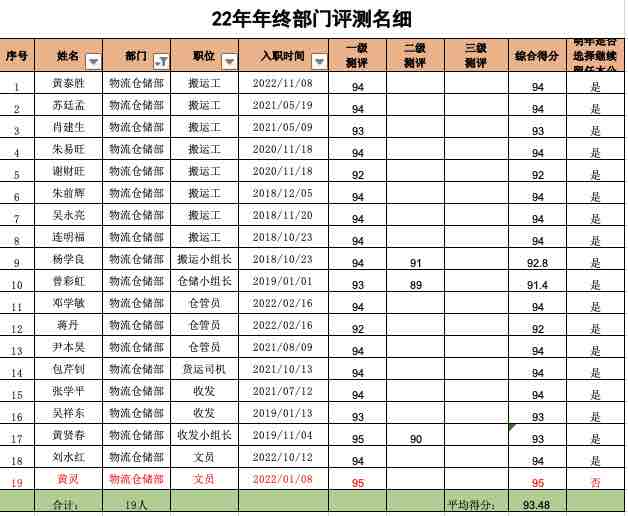 22年年终部门评测名细
序号 姓名 部门 职位 入职时间 一级测评 二级测评 三级测评 综合得分 明年是否选择继续留任本公
1 黄泰胜 物流仓储部 搬运工 2022/11/08 94 94 是
2 苏廷孟 物流仓储部 搬运工 2021/05/19 94 94 是
3 肖建生 物流仓储部 搬运工 2021/05/09 93 93 是
4 朱易旺 物流仓储部 搬运工 2020/11/18 94 94 是
5 谢财旺 物流仓储部 搬运工 2020/11/18 92 92 是
6 朱前辉 物流仓储部 搬运工 2018/12/05 94 94 是
7 吴永亮 物流仓储部 搬运工 2018/11/20 94 94 是
8 连明福 物流仓储部 搬运工 2018/10/23 94 94 是
9 杨学良 物流仓储部 搬运小组长 2018/10/23 94 91 92.8 是
10 曾彩虹 物流仓储部 仓储小组长 2019/01/01 93 89 91.4 是
11 邓学敏 物流仓储部 仓管员 2022/02/16 94 94 是
12 蒋丹 物流仓储部 仓管员 2022/02/16 92 92 是
13 尹本吴 物流仓储部 仓管员 2021/08/09 94 94 是
14 包芹钊 物流仓储部 货运司机 2021/10/13 94 94 是
15 张学平 物流仓储部 收发 2021/07/12 94 94 是
16 吴祥东 物流仓储部 收发 2019/01/13 93 93 是
17 黄贤春 物流仓储部 收发小组长 2019/11/04 95 90 93 是
18 刘水红 物流仓储部 文员 2022/10/12 94 94 是
19 黄灵 物流仓储部 文员 2022/01/08 95 95 否
合计: 19人 平均得分: 93.48